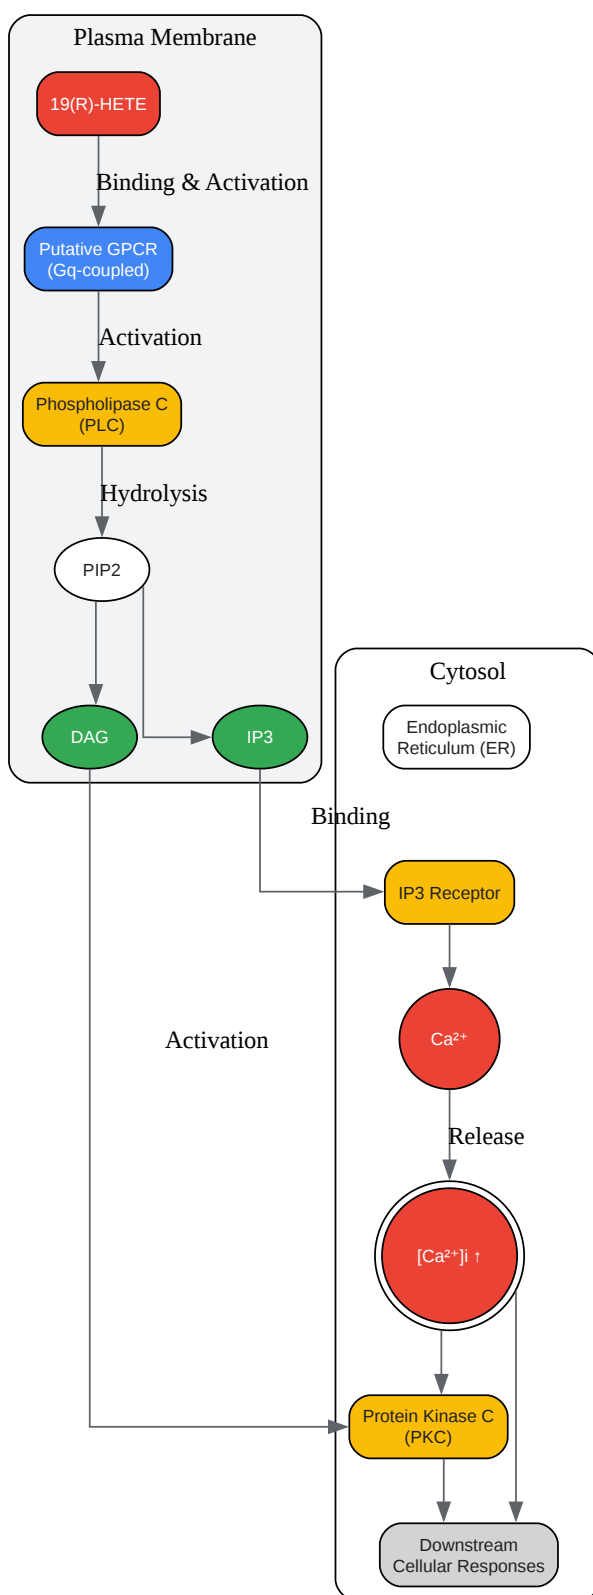 Plasma Membrane
19(R)-HETE
Binding & Activation
Putative GPCR
(Gq-coupled)
Activation
Phospholipase C
(PLC)
Hydrolysis
PIP2
DAG
IP3
Cytosol
Endoplasmic
Reticulum (ER)
Binding
IP3 Receptor
Ca²⁺
Activation
Release
[Ca²⁺]i ↑
Protein Kinase C
(PKC)
Downstream
Cellular Responses